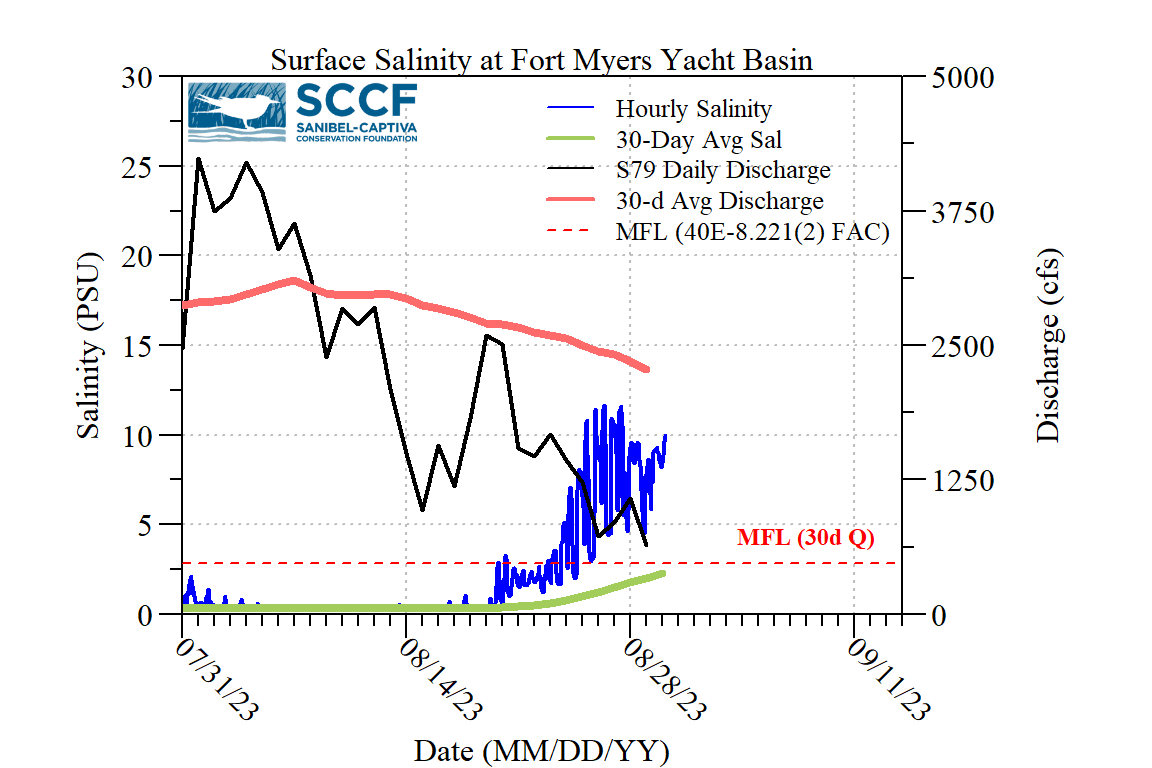 Surface Salinity at Fort Myers Yacht Basin
SCCF
SANIBEL-CAPTIVA
CONSERVATION FOUNDATION
Hourly Salinity
30-Day Avg Sal
S79 Daily Discharge
30-d Avg Discharge
MFL (40E-8.221(2) FAC)
30
25
20
15
10
5
0
Salinity (PSU)
5000
3750
2500
1250
0
Discharge (cfs)
MFL (30d Q)
07/31/23
08/14/23
08/28/23
09/11/23
Date (MM/DD/YY)